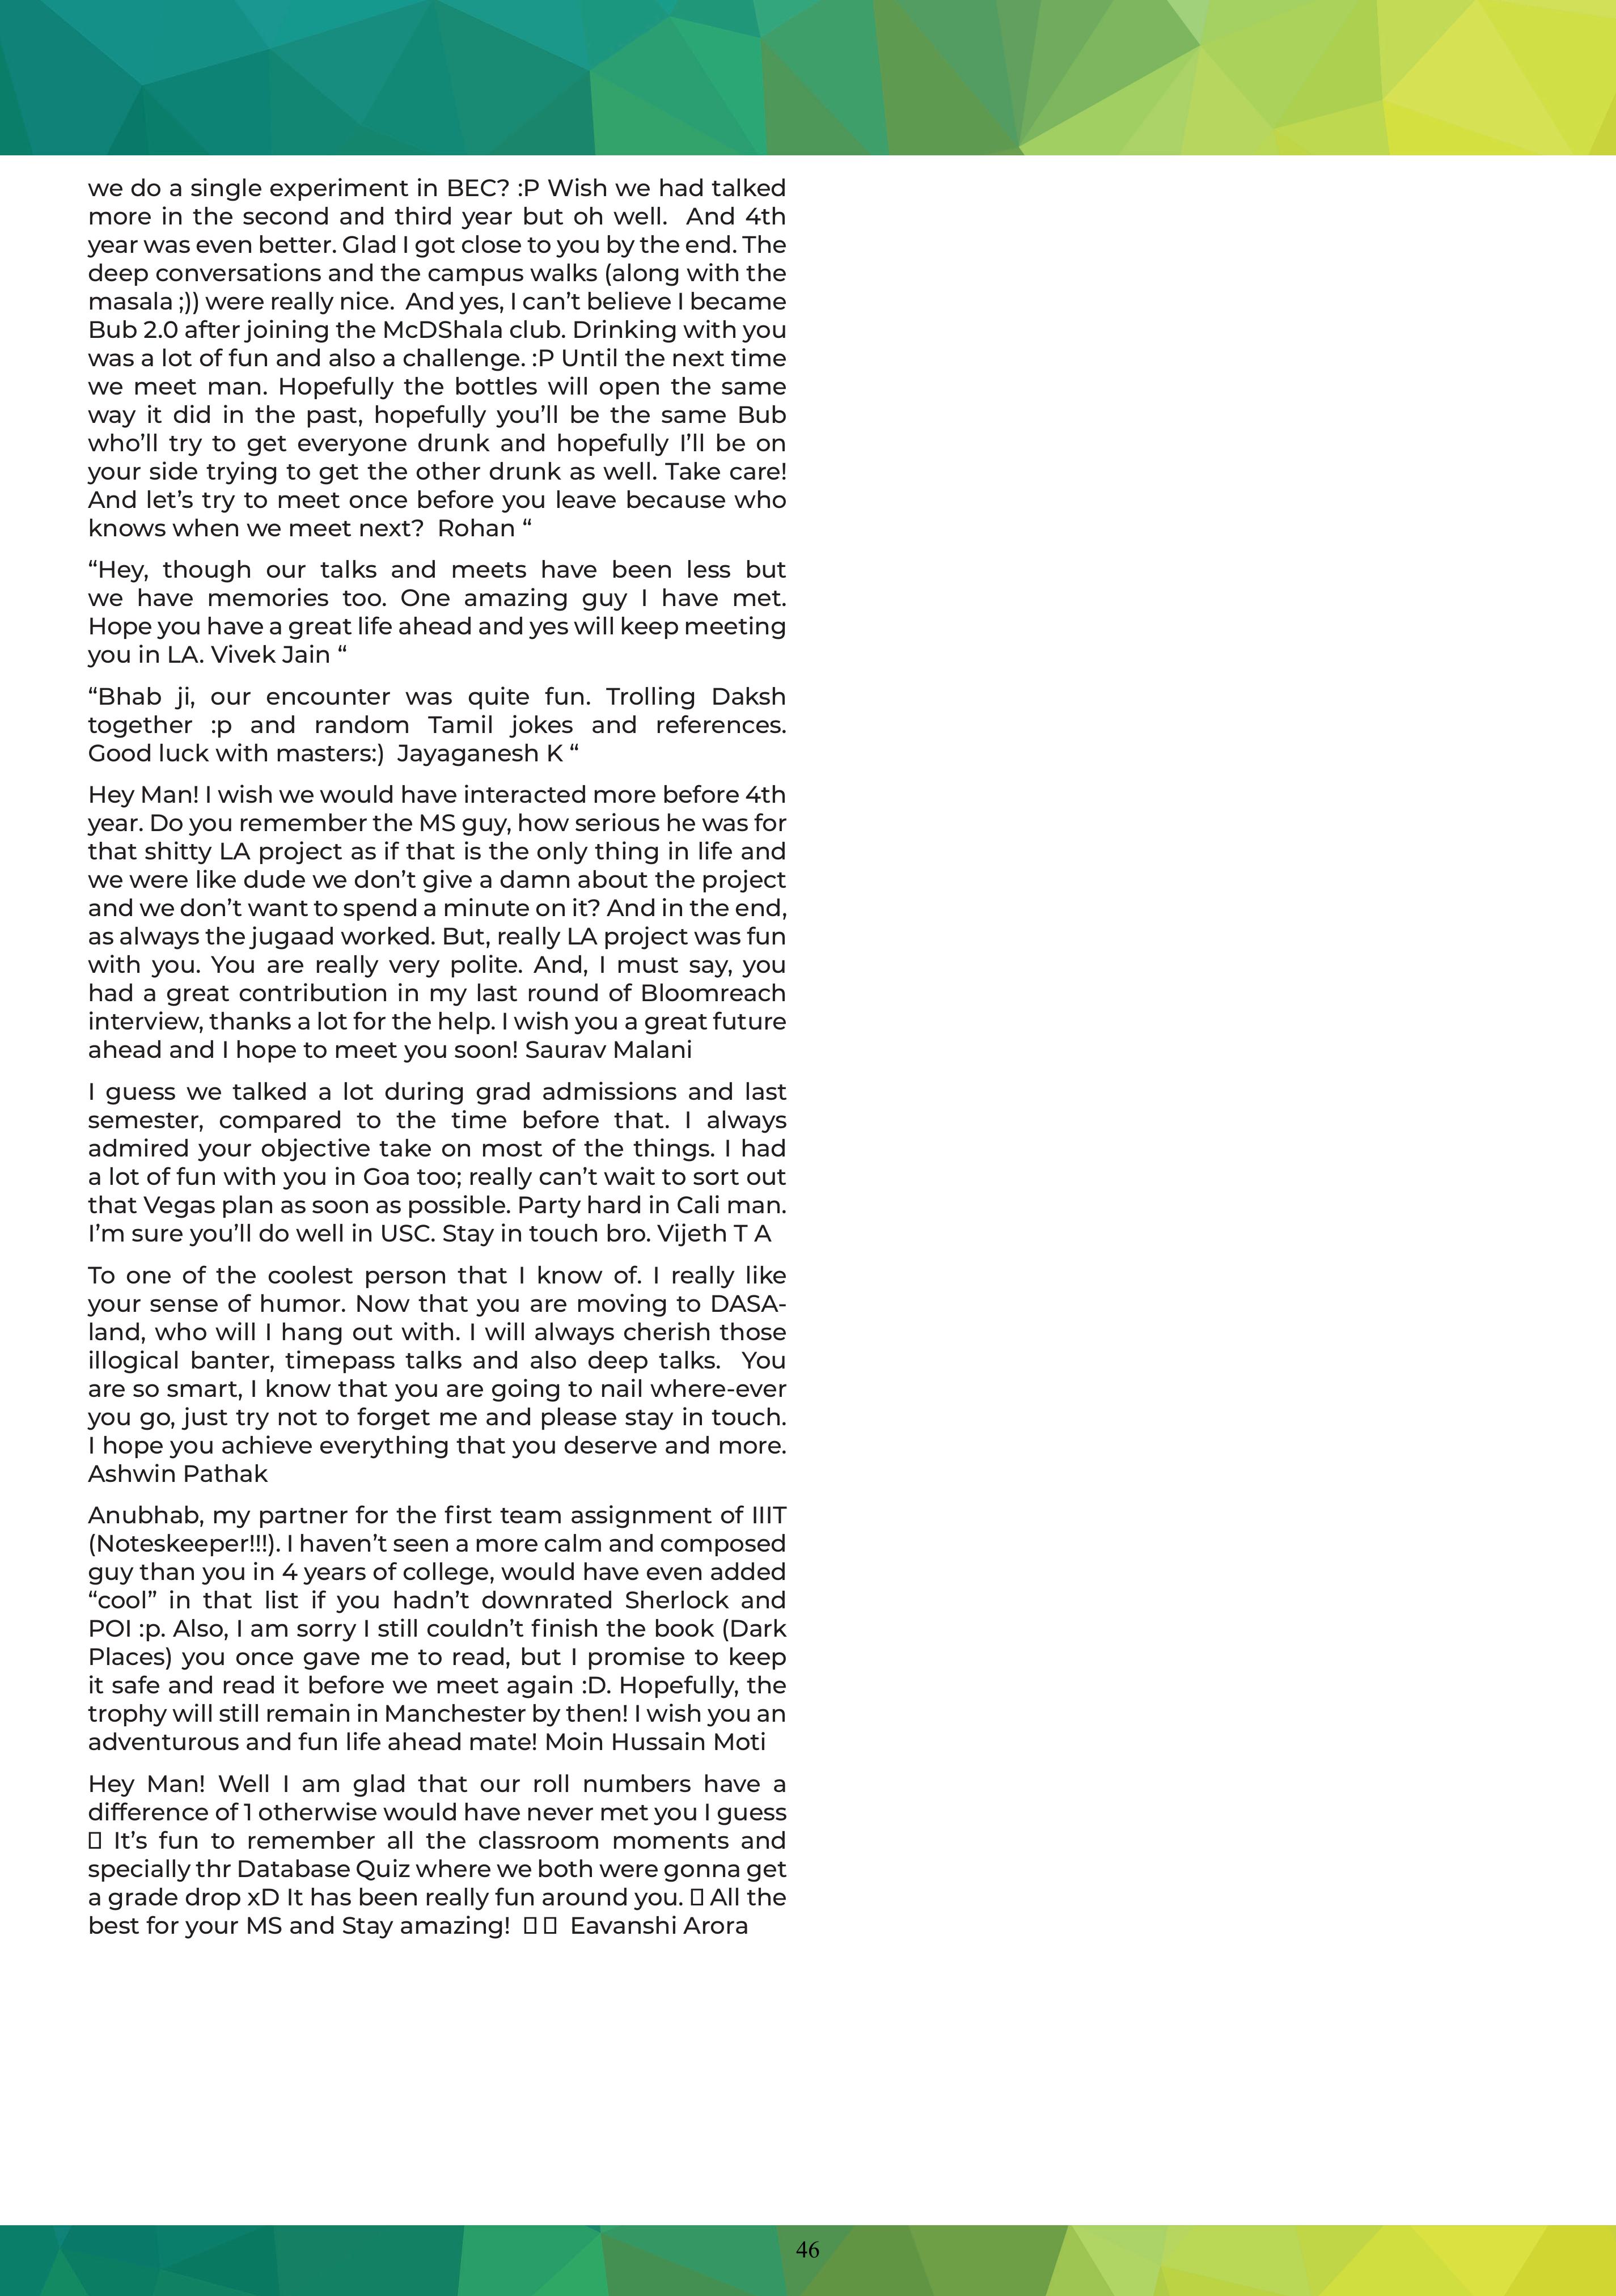 we do a single experiment in BEC? :P Wish we had talked
more in the second and third year but oh well.  And 4th
year was even better. Glad I got close to you by the end. The
deep conversations and the campus walks (along with the
masala ;)) were really nice.  And yes, I can’t believe I became
Bub 2.0 after joining the McDShala club. Drinking with you
was a lot of fun and also a challenge. :P Until the next time
we meet man. Hopefully the bottles will open the same
way it did in the past, hopefully you’ll be the same Bub
who’ll try to get everyone drunk and hopefully I’ll be on
your side trying to get the other drunk as well. Take care!
And let’s try to meet once before you leave because who
knows when we meet next?  Rohan “
“Hey, though our talks and meets have been less but
we have memories too. One amazing guy I have met.
Hope you have a great life ahead and yes will keep meeting
you in LA. Vivek Jain “
“Bhab ji, our encounter was quite fun. Trolling Daksh
together :p and random Tamil jokes and references.
Good luck with masters:)  Jayaganesh K “
Hey Man! I wish we would have interacted more before 4th
year. Do you remember the MS guy, how serious he was for
that shitty LA project as if that is the only thing in life and
we were like dude we don’t give a damn about the project
and we don’t want to spend a minute on it? And in the end,
as always the jugaad worked. But, really LA project was fun
with you. You are really very polite. And, I must say, you
had a great contribution in my last round of Bloomreach
interview, thanks a lot for the help. I wish you a great future
ahead and I hope to meet you soon! Saurav Malani
I guess we talked a lot during grad admissions and last
semester, compared to the time before that. I always
admired your objective take on most of the things. I had
a lot of fun with you in Goa too; really can’t wait to sort out
that Vegas plan as soon as possible. Party hard in Cali man.
I’m sure you’ll do well in USC. Stay in touch bro. Vijeth T A
To one of the coolest person that I know of. I really like
your sense of humor. Now that you are moving to DASA-
land, who will I hang out with. I will always cherish those
illogical banter, timepass talks and also deep talks.  You
are so smart, I know that you are going to nail where-ever
you go, just try not to forget me and please stay in touch.
I hope you achieve everything that you deserve and more.
Ashwin Pathak
Anubhab, my partner for the first team assignment of IIIT
(Noteskeeper!!!). I haven’t seen a more calm and composed
guy than you in 4 years of college, would have even added
“cool” in that list if you hadn’t downrated Sherlock and
POI :p. Also, I am sorry I still couldn’t finish the book (Dark
Places) you once gave me to read, but I promise to keep
it safe and read it before we meet again :D. Hopefully, the
trophy will still remain in Manchester by then! I wish you an
adventurous and fun life ahead mate! Moin Hussain Moti
Hey Man! Well I am glad that our roll numbers have a
difference of 1 otherwise would have never met you I guess
▯ It’s fun to remember all the classroom moments and
specially thr Database Quiz where we both were gonna get
a grade drop xD It has been really fun around you. ▯ All the
best for your MS and Stay amazing!  ▯ ▯  Eavanshi Arora
46